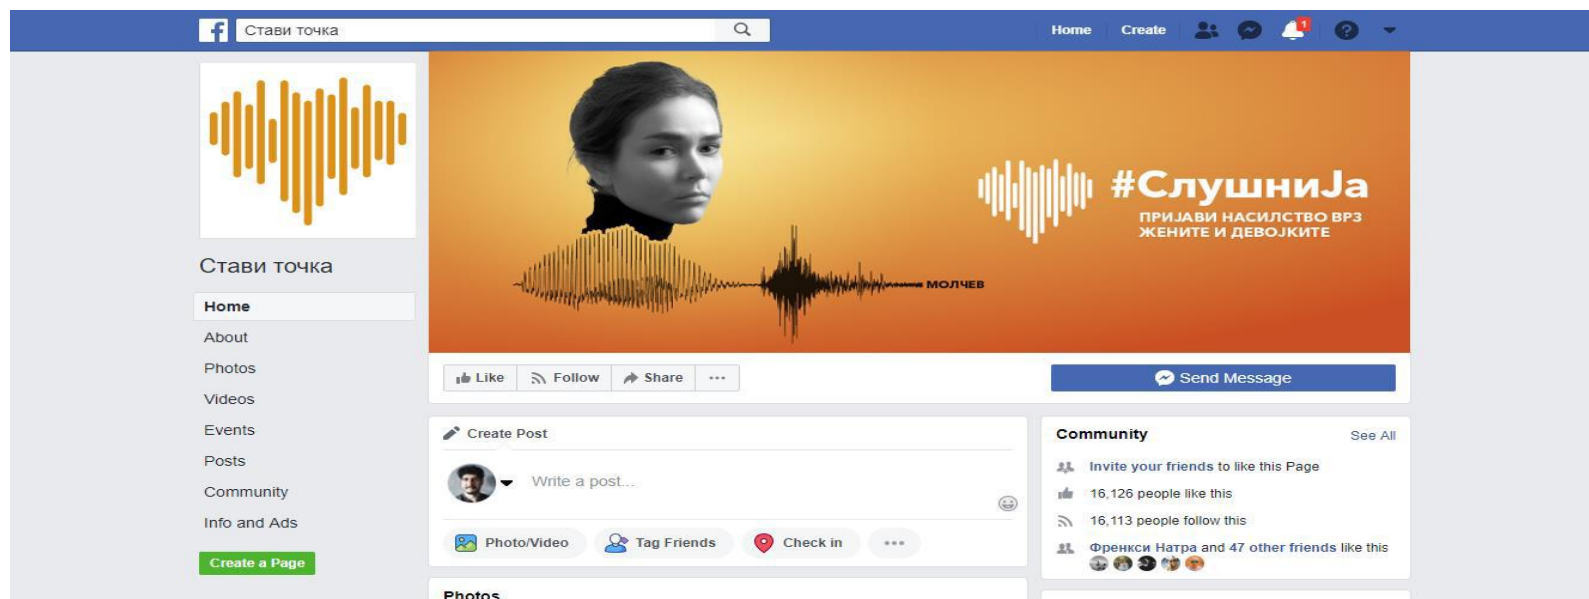 Стави точка
Home
Create
1
#СлушниЈа
ПРИЈАВИ НАСИЛСТВО ВРЗ
ЖЕНИТЕ И ДЕВОЈКИТЕ
МОЛЧЕВ
Стави точка
Home
About
Photos
Videos
Events
Posts
Community
Info and Ads
Create a Page
Like
Follow
Share
Send Message
Create Post
Write a post...
Photo/Video
Tag Friends
Check in
Photos
Community
See All
Invite your friends to like this Page
16,126 people like this
16,113 people follow this
Френкси Натра and 47 other friends like this